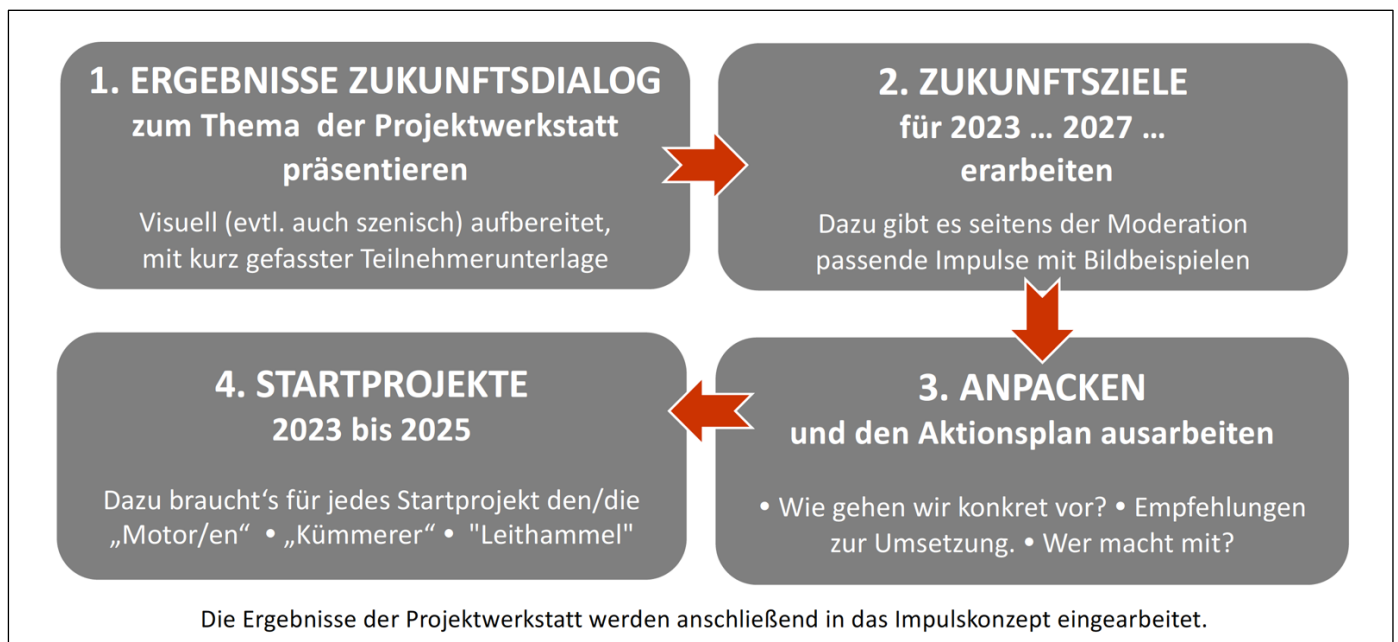 1. ERGEBNISSE ZUKUNFTSDIALOG
zum Thema der Projektwerkstatt
präsentieren
Visuell (evtl. auch szenisch) aufbereitet,
mit kurz gefasster Teilnehmerunterlage
2. ZUKUNFTSZIELE
für 2023 ... 2027 ...
erarbeiten
Dazu gibt es seitens der Moderation
passende Impulse mit Bildbeispielen
3. ANPACKEN
und den Aktionsplan ausarbeiten
• Wie gehen wir konkret vor? • Empfehlungen
zur Umsetzung. • Wer macht mit?
4. STARTPROJEKTE
2023 bis 2025
Dazu braucht‘s für jedes Startprojekt den/die
„Motor/en“ • „Kümmerer“ • "Leithammel"
Die Ergebnisse der Projektwerkstatt werden anschließend in das Impulskonzept eingearbeitet.